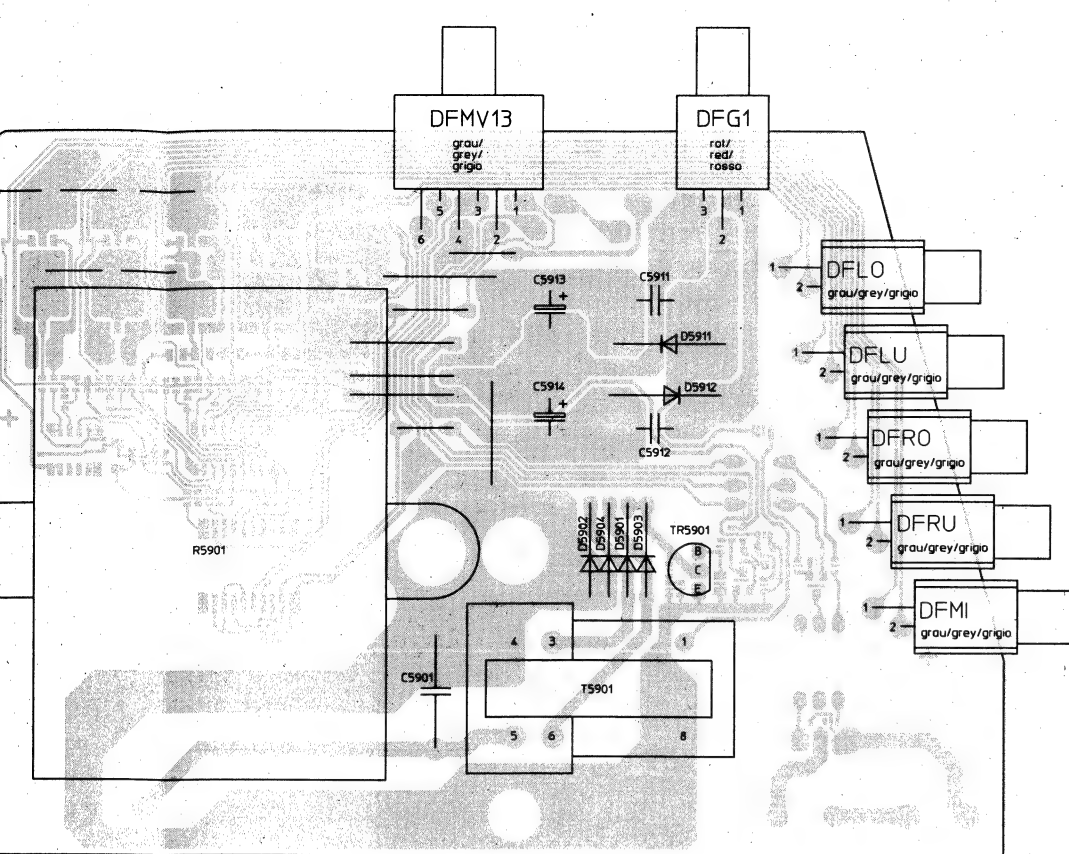 DFMV13
grau/
grey/
grigio
5
3
1
6
4
2
DFG1
rot/
red/
rosso
3
1
2
1
2
DFLO
grau/grey/grigio
1
2
DFLU
grau/grey/grigio
1
2
DFRO
grau/grey/grigio
1
2
DFRU
grau/grey/grigio
1
2
DFMI
grau/grey/grigio
C5913
+
C5911
D5911
C5914
+
D5912
C5912
+
R5901
D5902
D5904
D5901
D5903
TR5901
B
C
E
4
3
1
C5901
T5901
5
6
8